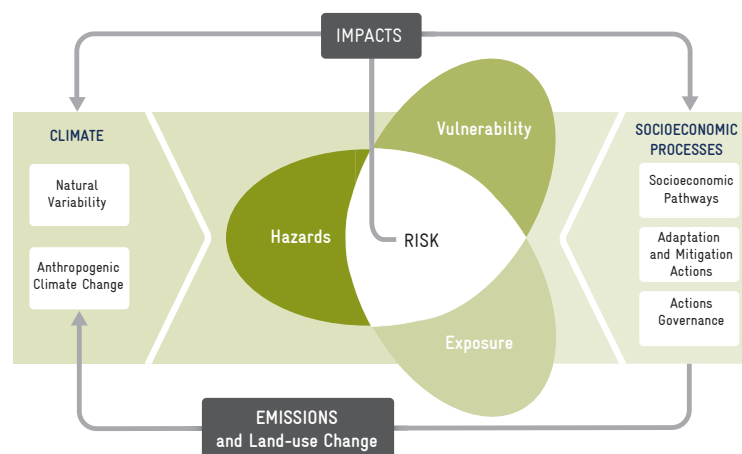 IMPACTS
CLIMATE
Natural
Variability
Anthropogenic
Climate Change
Vulnerability
Hazards
RISK
Exposure
SOCIOECONOMIC
PROCESSES
Socioeconomic
Pathways
Adaptation
and Mitigation
Actions
Actions
Governance
EMISSIONS
and Land-use Change